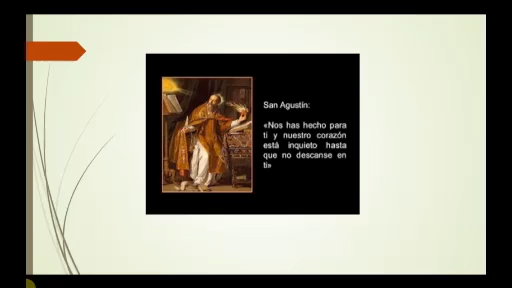 San Agustín:
«Nos has hecho para
ti y nuestro corazón
está inquieto hasta
que no descanse en
ti»